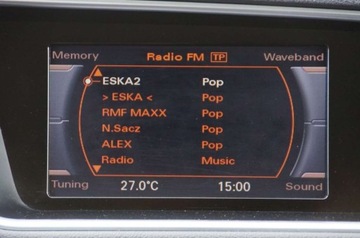 Memory Radio FM TP Waveband
ESKA2 Pop
> ESKA < Pop
RMF MAXX Pop
N.Sacz Pop
ALEX Pop
Radio Music
Tuning 27.0°C 15:00 Sound